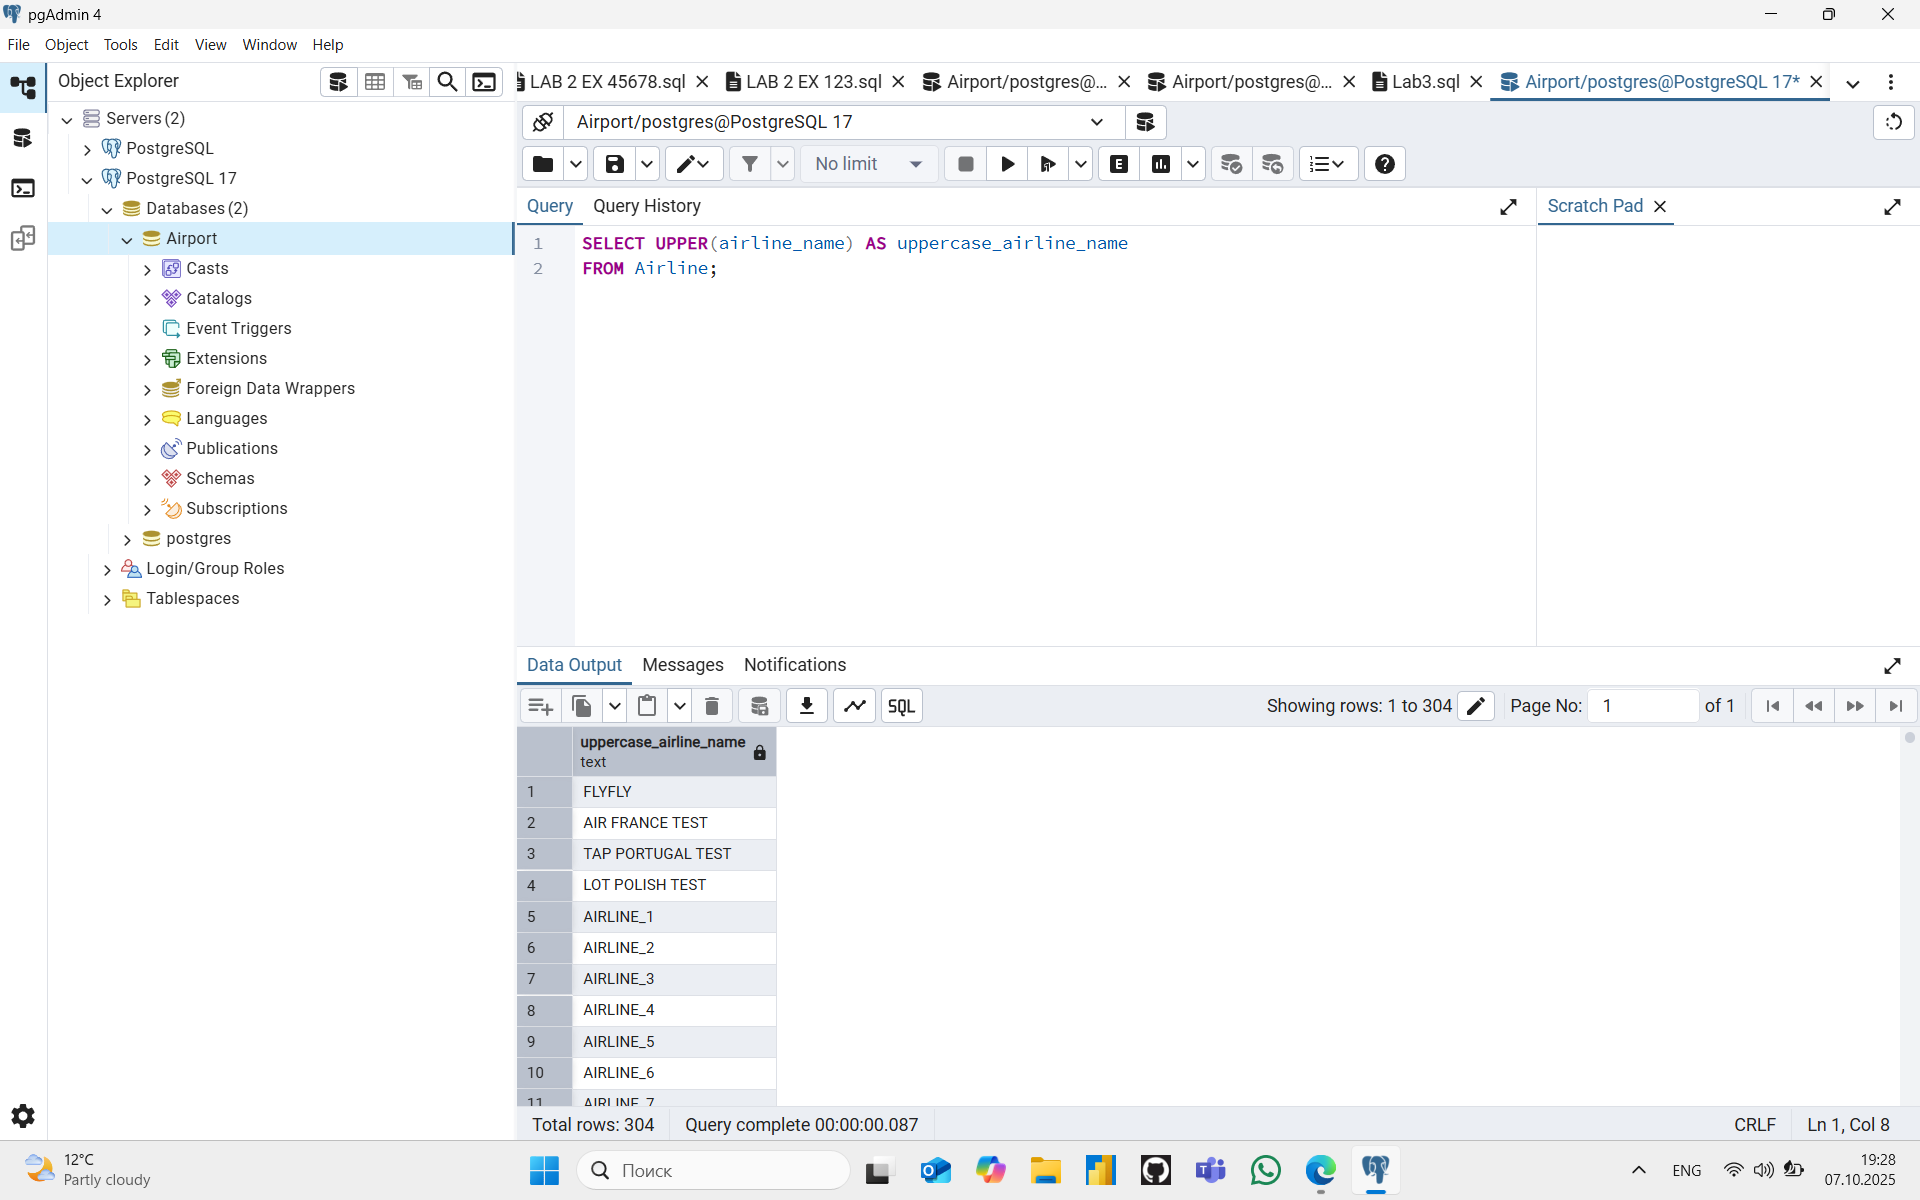 pgAdmin 4
File Object Tools Edit View Window Help
Object Explorer
LAB 2 EX 45678.sql LAB 2 EX 123.sql Airport/postgres@... Airport/postgres@... Lab3.sql Airport/postgres@PostgreSQL 17*
Servers (2)
PostgreSQL
PostgreSQL 17
Databases (2)
Airport
Casts
Catalogs
Event Triggers
Extensions
Foreign Data Wrappers
Languages
Publications
Schemas
Subscriptions
postgres
Login/Group Roles
Tablespaces
Airport/postgres@PostgreSQL 17
No limit
E
Query Query History
Scratch Pad
1 SELECT UPPER(airline_name) AS uppercase_airline_name
2 FROM Airline;
Data Output Messages Notifications
SQL
Showing rows: 1 to 304
Page No: 1 of 1
uppercase_airline_name
text
1 FLYFLY
2 AIR FRANCE TEST
3 TAP PORTUGAL TEST
4 LOT POLISH TEST
5 AIRLINE_1
6 AIRLINE_2
7 AIRLINE_3
8 AIRLINE_4
9 AIRLINE_5
10 AIRLINE_6
11 AIRLINE_7
Total rows: 304 Query complete 00:00:00.087 CRLF Ln 1, Col 8
12°C
Partly cloudy
Поиск
ENG
19:28
07.10.2025